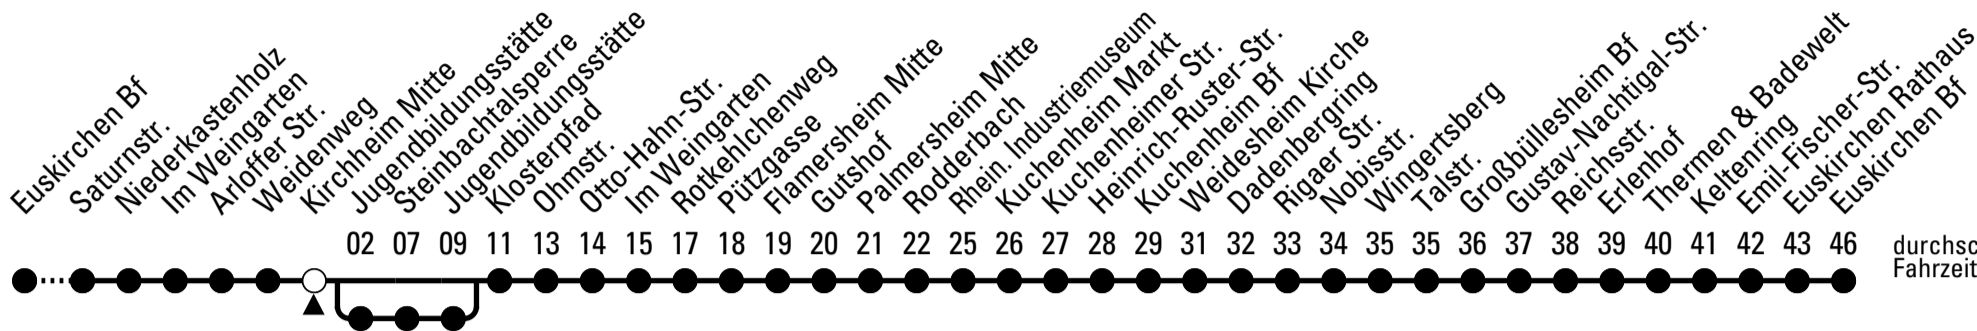 Euskirchen Bf
Saturnstr.
Niederkastenholz
Im Weingarten
Arloffer Str.
Weidenweg
Kirchheim Mitte
Jugendbildungsstätte
Steinbachtalsperre
Jugendbildungsstätte
Klosterpfad
Ohmstr.
Otto-Hahn-Str.
Im Weingarten
Rotkehlchenweg
Pützgasse
Flamersheim Mitte
Gutshof
Palmersheim Mitte
Rodderbach
Rhein. Industriemuseum
Kuchenheim Markt
Kuchenheimer Str.
Heinrich-Ruster-Str.
Kuchenheim Bf
Weidesheim Kirche
Dadenbergring
Rigaer Str.
Nobisstr.
Wingertsberg
Talstr.
Großbüllesheim Bf
Gustav-Nachtigal-Str.
Reichsstr.
Erlenhof
Thermen & Badewelt
Keltenring
Emil-Fischer-Str.
Euskirchen Rathaus
Euskirchen Bf
02 07 09 11 13 14 15 17 18 19 20 21 22 25 26 27 28 29 31 32 33 34 35 35 36 37 38 39 40 41 42 43 46
durchsc
Fahrzeit